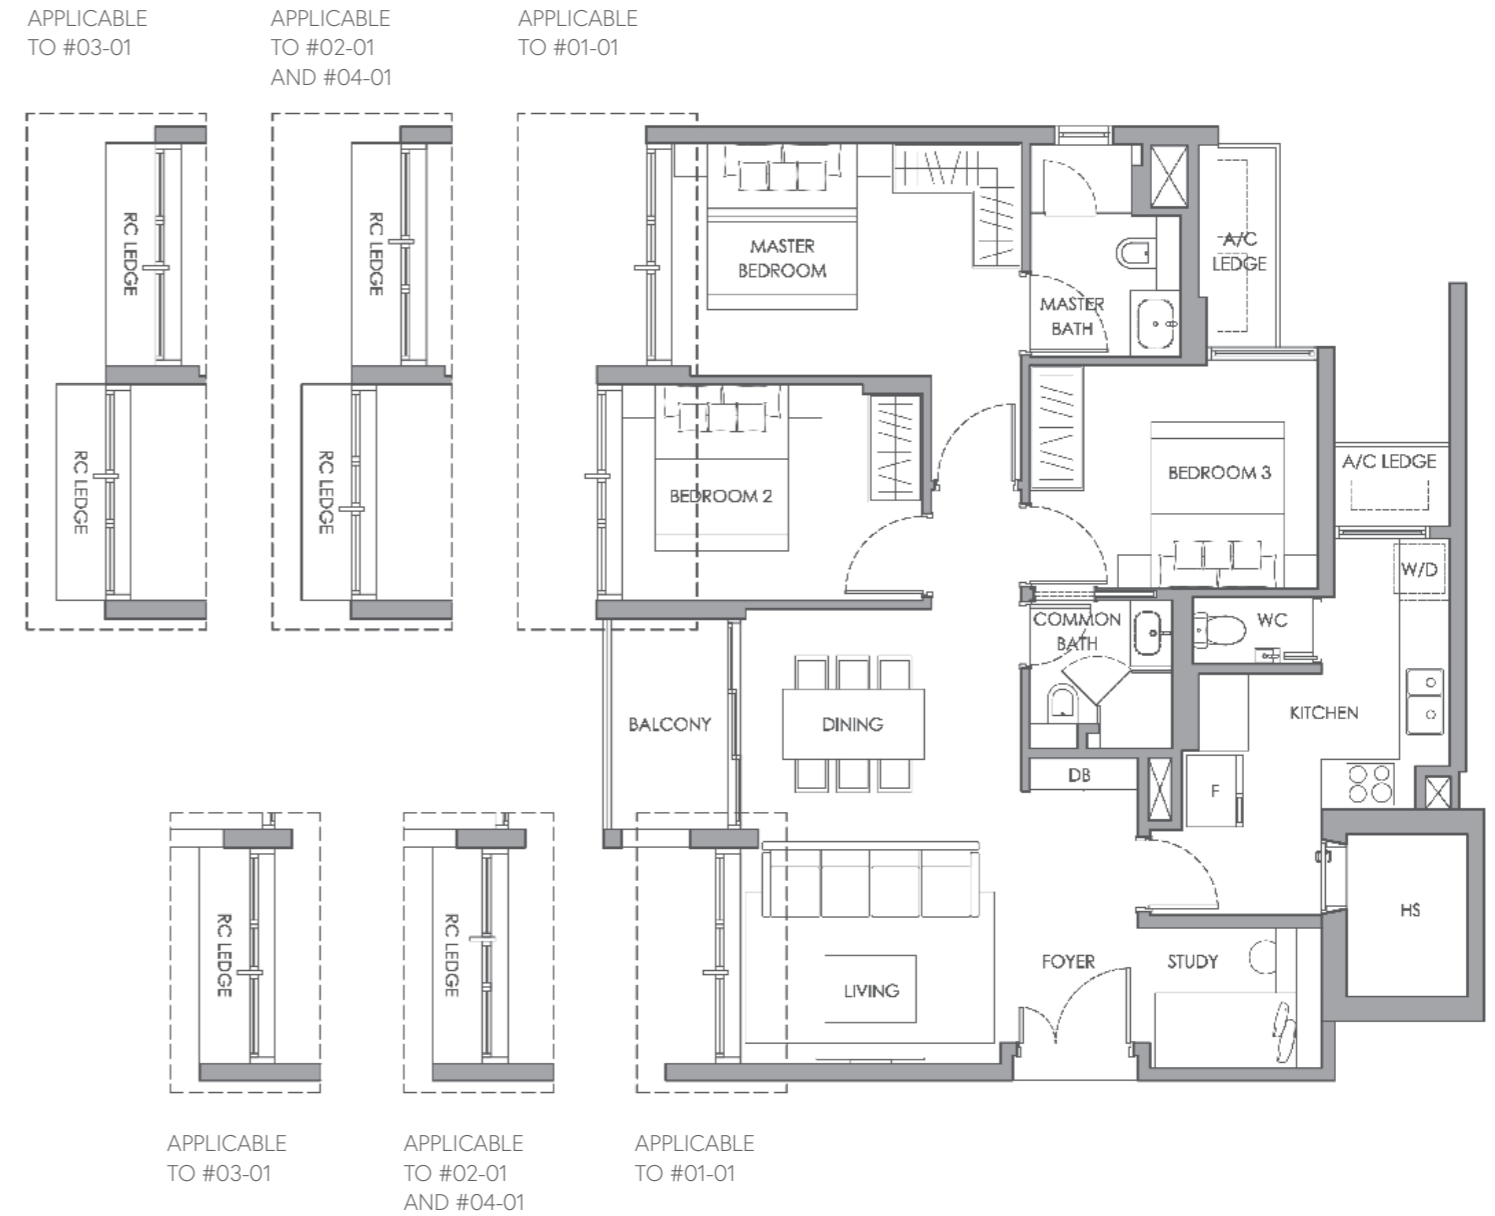 APPLICABLE
TO #03-01
APPLICABLE
TO #02-01
AND #04-01
APPLICABLE
TO #01-01
RC LEDGE
RC LEDGE
RC LEDGE
RC LEDGE
MASTER
BEDROOM
MASTER
BATH
A/C
LEDGE
BEDROOM 2
BEDROOM 3
A/C LEDGE
W/D
COMMON
BATH
WC
BALCONY
DINING
KITCHEN
DB
F
RC LEDGE
RC LEDGE
LIVING
FOYER
STUDY
HS
APPLICABLE
TO #03-01
APPLICABLE
TO #02-01
AND #04-01
APPLICABLE
TO #01-01